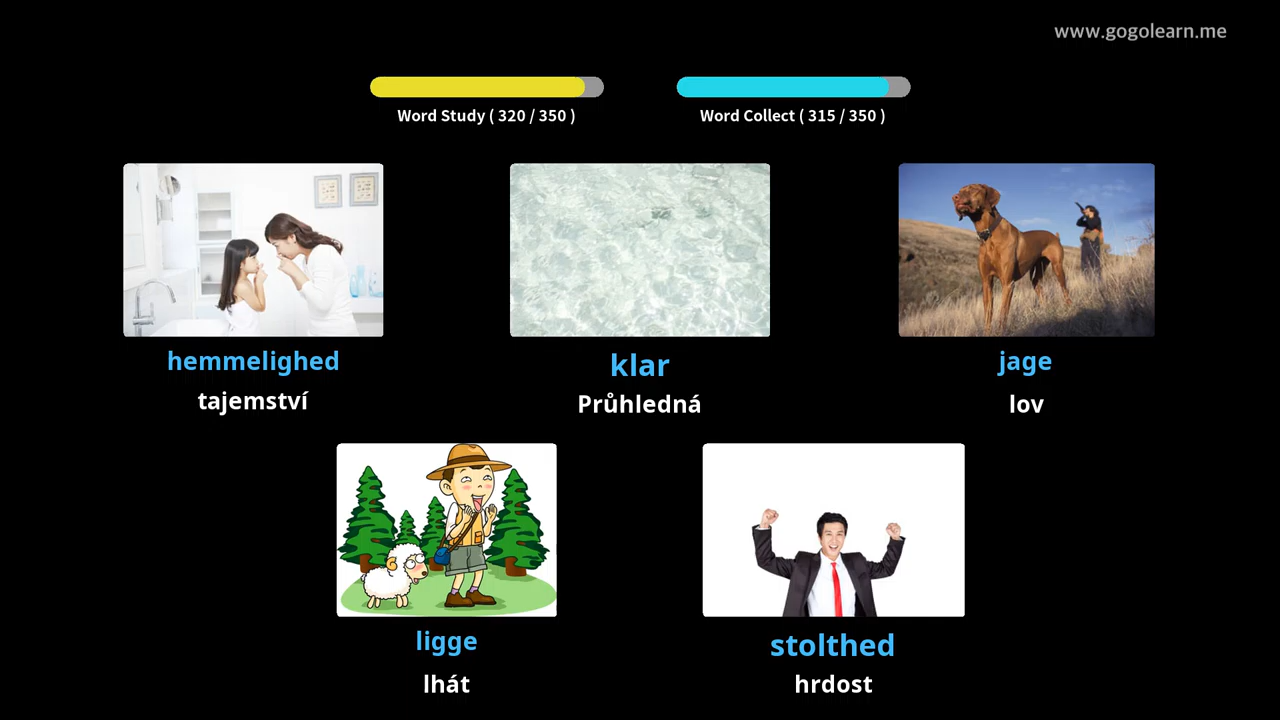 www.gogolearn.me
Word Study ( 320 / 350 )
Word Collect ( 315 / 350 )
hemmelighed
klar
jage
tajemství
Průhledná
lov
ligge
stolthed
lhát
hrdost